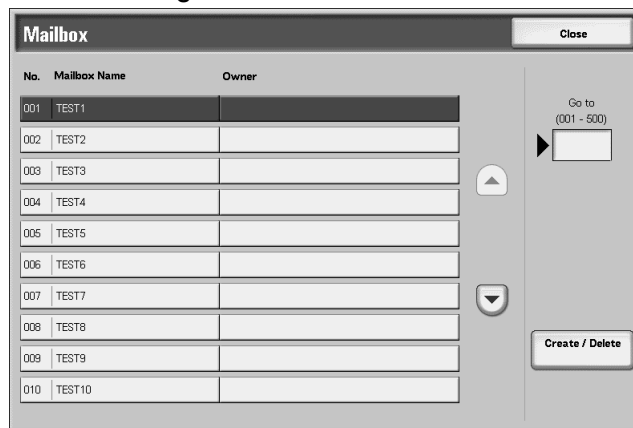 Mailbox
Close
No. Mailbox Name Owner
001 TEST1
002 TEST2
003 TEST3
004 TEST4
005 TEST5
006 TEST6
007 TEST7
008 TEST8
009 TEST9
010 TEST10
Go to
(001 - 500)
Create / Delete